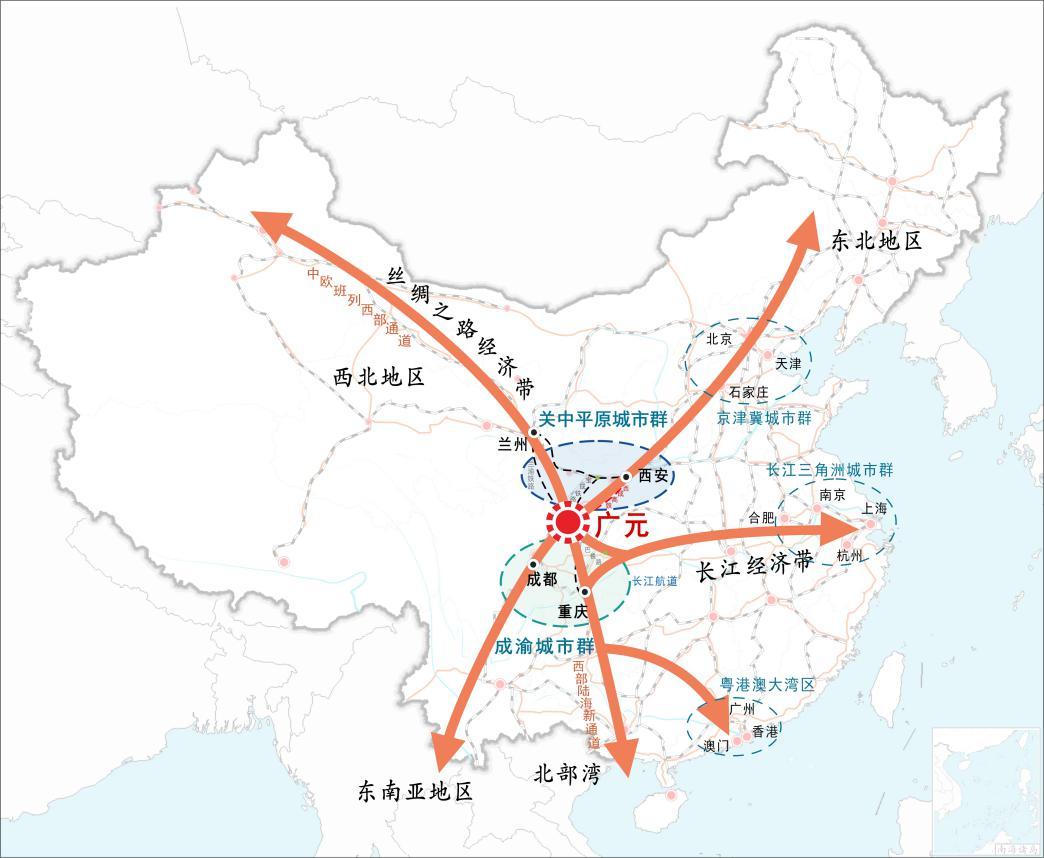 东北地区
丝绸之路经济带
中欧班列西部通道
西北地区
北京
天津
石家庄
京津冀城市群
关中平原城市群
兰州
西安
长江三角洲城市群
南京
上海
合肥
杭州
广元
长江经济带
成都
长江航道
重庆
成渝城市群
西部陆海新通道
粤港澳大湾区
广州
香港
澳门
北部湾
东南亚地区
南海诸岛